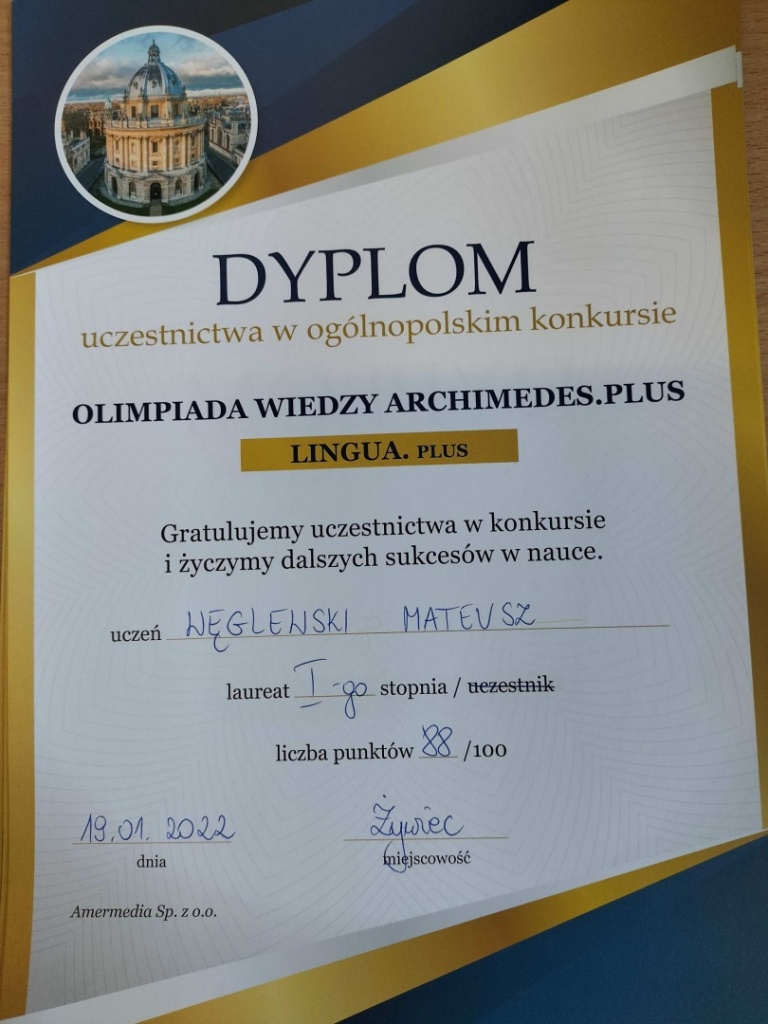 DYPLOM
uczestnictwa w ogólnopolskim konkursie
OLIMPIADA WIEDZY ARCHIMEDES.PLUS
LINGUA. PLUS
Gratulujemy uczestnictwa w konkursie
i życzymy dalszych sukcesów w nauce.
uczeń WĘGLEWSKI MATEUSZ
laureat I-go stopnia / uczestnik
liczba punktów 88 /100
19.01.2022 Żywiec
dnia miejscowość
Amermedia Sp. z o.o.